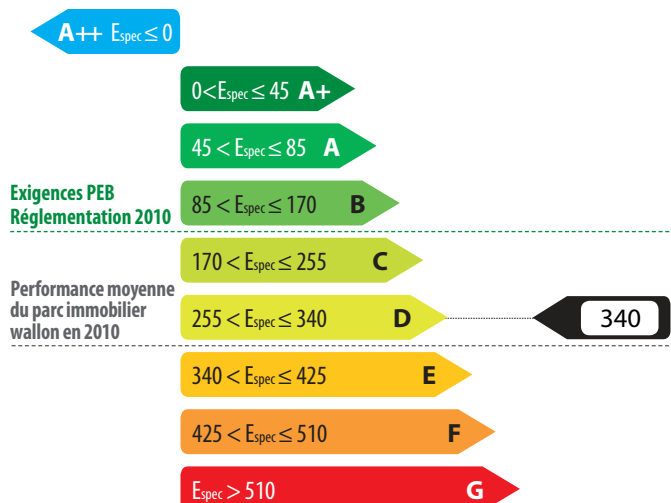 A++ Espec ≤ 0
0<Espec ≤ 45 A+
45 < Espec ≤ 85 A
Exigences PEB
Réglementation 2010
85 < Espec ≤ 170 B
170 < Espec ≤ 255 C
Performance moyenne
du parc immobilier
wallon en 2010
255 < Espec ≤ 340 D
340
340 < Espec ≤ 425 E
425 < Espec ≤ 510 F
Espec > 510 G